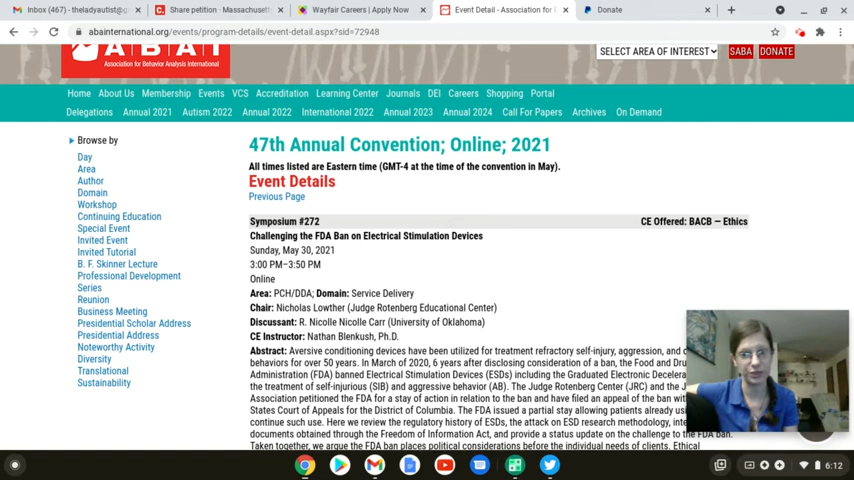 Inbox (467) - theladyautist@g
Share petition · Massachuset
Wayfair Careers | Apply Now
Event Detail - Association for B
Donate
abainternational.org/events/program-details/event-detail.aspx?sid=72948
ABAI
Association for Behavior Analysis International
SELECT AREA OF INTEREST
SABA
DONATE
Home About Us Membership Events VCS Accreditation Learning Center Journals DEI Careers Shopping Portal
Delegations Annual 2021 Autism 2022 Annual 2022 International 2022 Annual 2023 Annual 2024 Call For Papers Archives On Demand
Browse by
Day
Area
Author
Domain
Workshop
Continuing Education
Special Event
Invited Event
Invited Tutorial
B. F. Skinner Lecture
Professional Development
Series
Reunion
Business Meeting
Presidential Scholar Address
Presidential Address
Noteworthy Activity
Diversity
Translational
Sustainability
47th Annual Convention; Online; 2021
All times listed are Eastern time (GMT-4 at the time of the convention in May).
Event Details
Previous Page
Symposium #272 CE Offered: BACB — Ethics
Challenging the FDA Ban on Electrical Stimulation Devices
Sunday, May 30, 2021
3:00 PM–3:50 PM
Online
Area: PCH/DDA; Domain: Service Delivery
Chair: Nicholas Lowther (Judge Rotenberg Educational Center)
Discussant: R. Nicolle Nicolle Carr (University of Oklahoma)
CE Instructor: Nathan Blenkush, Ph.D.
Abstract: Aversive conditioning devices have been utilized for treatment refractory self-injury, aggression, and
behaviors for over 50 years. In March of 2020, 6 years after disclosing consideration of a ban, the Food and Dru
Administration (FDA) banned Electrical Stimulation Devices (ESDs) including the Graduated Electronic Decelera
the treatment of self-injurious (SIB) and aggressive behavior (AB). The Judge Rotenberg Center (JRC) and the J
Association petitioned the FDA for a stay of action in relation to the ban and have filed an appeal of the ban wit
States Court of Appeals for the District of Columbia. The FDA issued a partial stay allowing patients already usi
continue such use. Here we review the regulatory history of ESDs, the attack on ESD research methodology, inte
documents obtained through the Freedom of Information Act, and provide a status update on the challenge to the FDA ban.
Taken together, we argue the FDA ban places political considerations before the individual needs of clients. Ethical
6:12